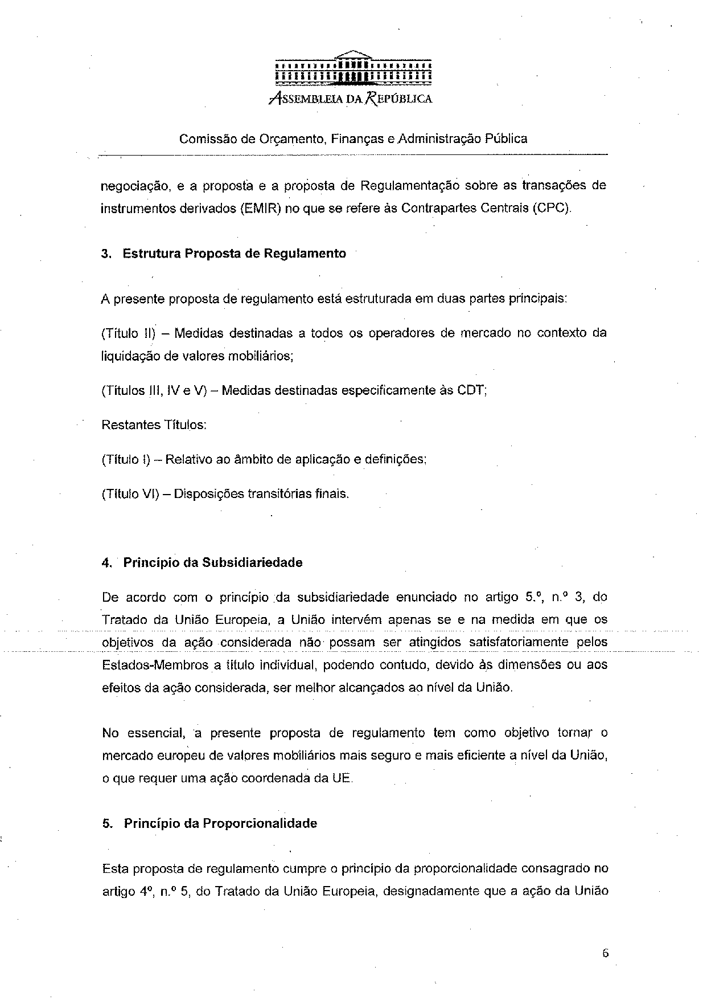 ASSEMBLEIA DA REPÚBLICA
Comissão de Orçamento, Finanças e Administração Pública
negociação, e a proposta e a proposta de Regulamentação sobre as transações de
instrumentos derivados (EMIR) no que se refere às Contrapartes Centrais (CPC).
3. Estrutura Proposta de Regulamento
A presente proposta de regulamento está estruturada em duas partes principais:
(Título II) – Medidas destinadas a todos os operadores de mercado no contexto da
liquidação de valores mobiliários;
(Títulos III, IV e V) – Medidas destinadas especificamente às CDT;
Restantes Títulos:
(Título I) – Relativo ao âmbito de aplicação e definições;
(Título VI) – Disposições transitórias finais.
4. Princípio da Subsidiariedade
De acordo com o princípio da subsidiariedade enunciado no artigo 5.º, n.º 3, do
Tratado da União Europeia, a União intervém apenas se e na medida em que os
objetivos da ação considerada não possam ser atingidos satisfatoriamente pelos
Estados-Membros a título individual, podendo contudo, devido às dimensões ou aos
efeitos da ação considerada, ser melhor alcançados ao nível da União.
No essencial, a presente proposta de regulamento tem como objetivo tornar o
mercado europeu de valores mobiliários mais seguro e mais eficiente a nível da União,
o que requer uma ação coordenada da UE.
5. Princípio da Proporcionalidade
Esta proposta de regulamento cumpre o princípio da proporcionalidade consagrado no
artigo 4º, n.º 5, do Tratado da União Europeia, designadamente que a ação da União
6